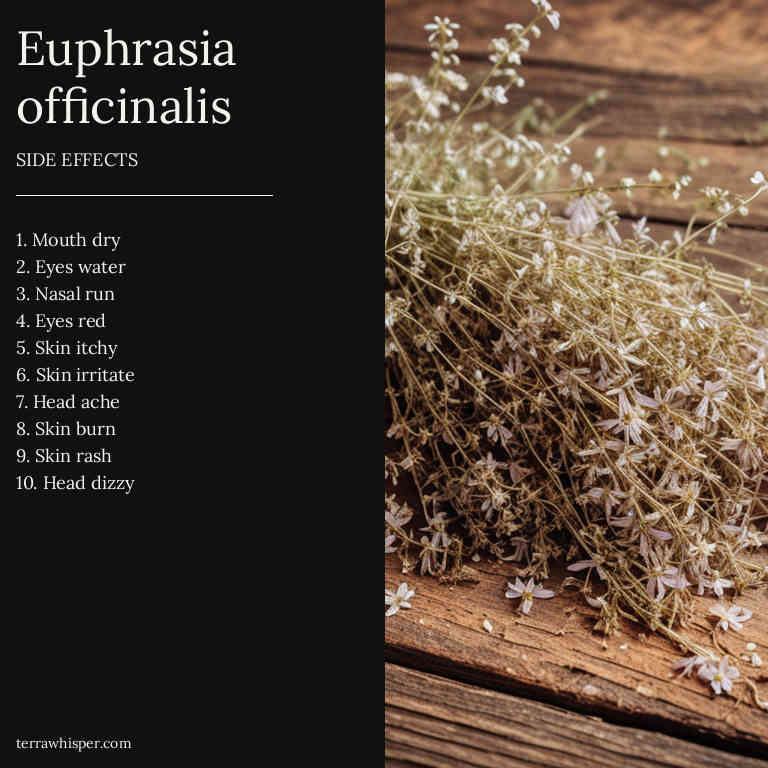 Euphrasia
officinalis
SIDE EFFECTS
1. Mouth dry
2. Eyes water
3. Nasal run
4. Eyes red
5. Skin itchy
6. Skin irritate
7. Head ache
8. Skin burn
9. Skin rash
10. Head dizzy
terrawhisper.com